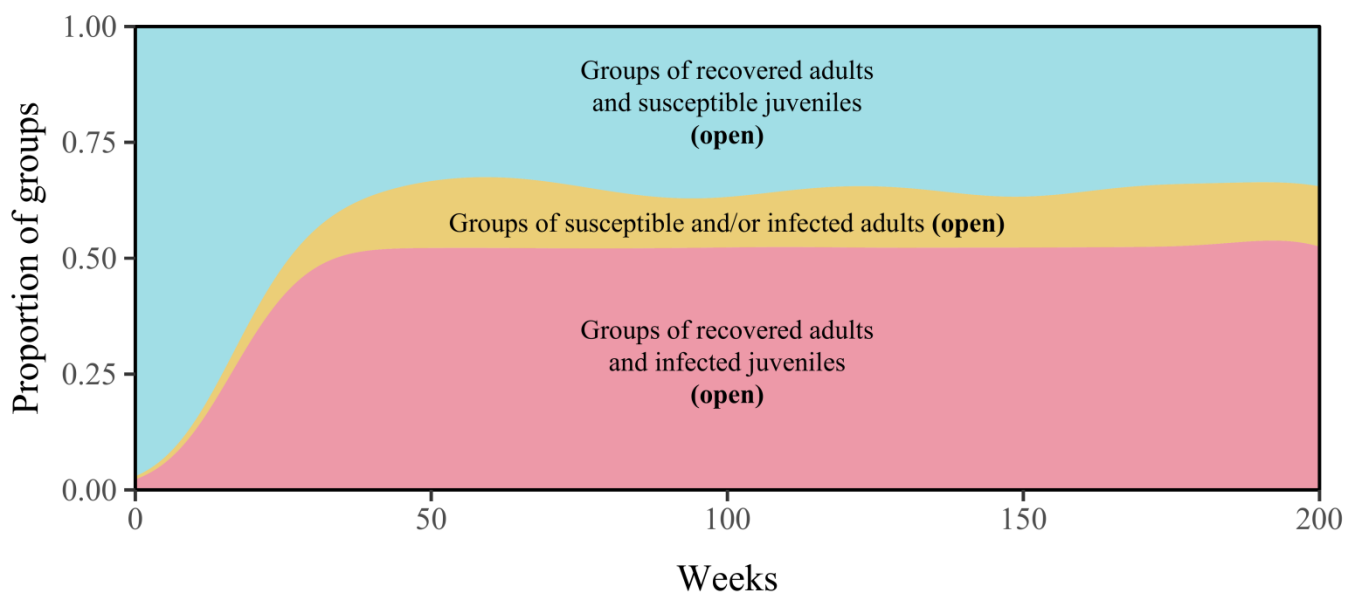 1.00
0.75
0.50
0.25
0.00
Proportion of groups
Groups of recovered adults
and susceptible juveniles
(open)
Groups of susceptible and/or infected adults (open)
Groups of recovered adults
and infected juveniles
(open)
0 50 100 150 200
Weeks